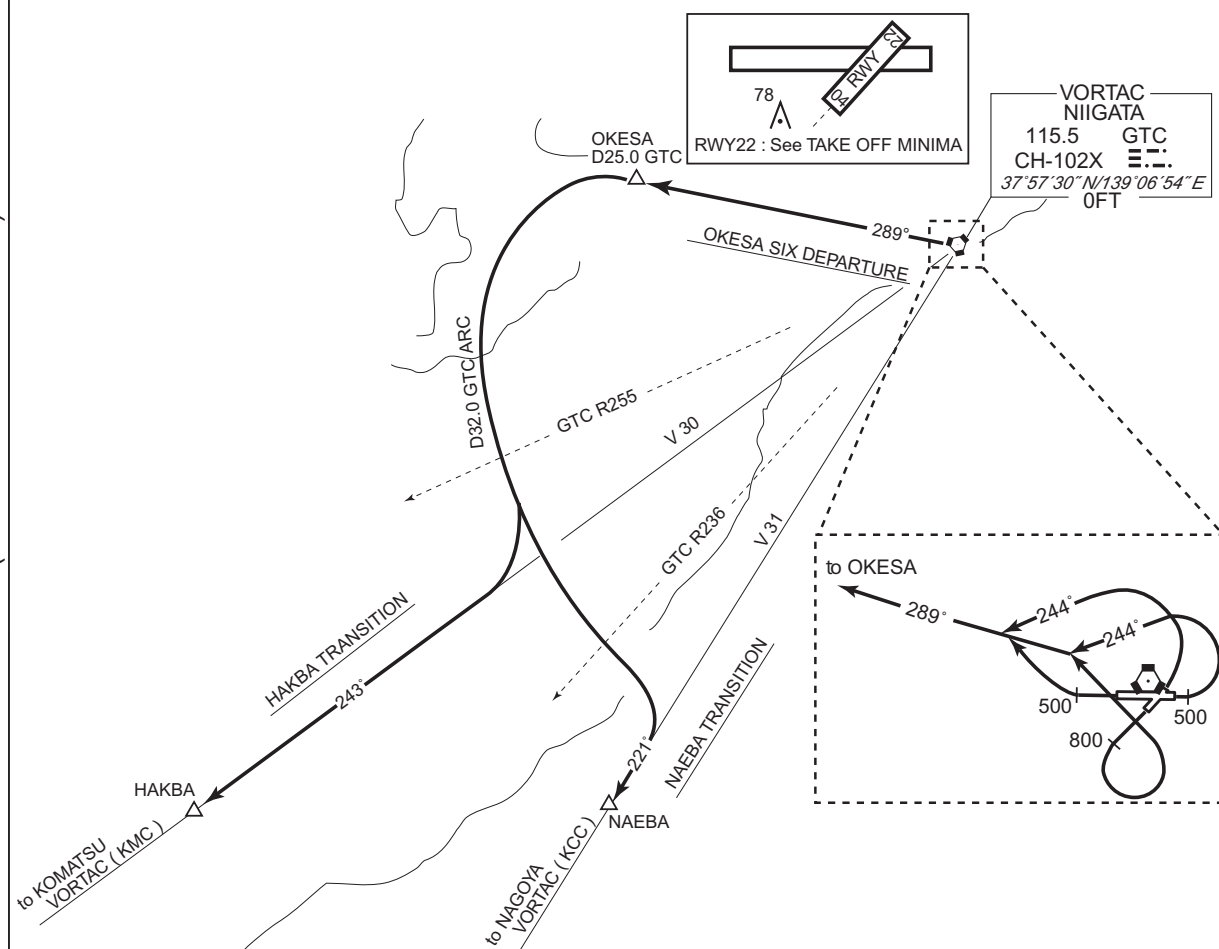 RWY
22
04
78
RWY22 : See TAKE OFF MINIMA
VORTAC
NIIGATA
115.5 GTC
CH-102X
37°57′30″N/139°06′54″E
0FT
OKESA
D25.0 GTC
289°
OKESA SIX DEPARTURE
D32.0 GTC ARC
GTC R255
V 30
GTC R236
V 31
HAKBA TRANSITION
243°
NAEBA TRANSITION
221°
HAKBA
NAEBA
to KOMATSU
VORTAC ( KMC )
to NAGOYA
VORTAC ( KCC )
to OKESA
289°
244°
244°
500
500
800